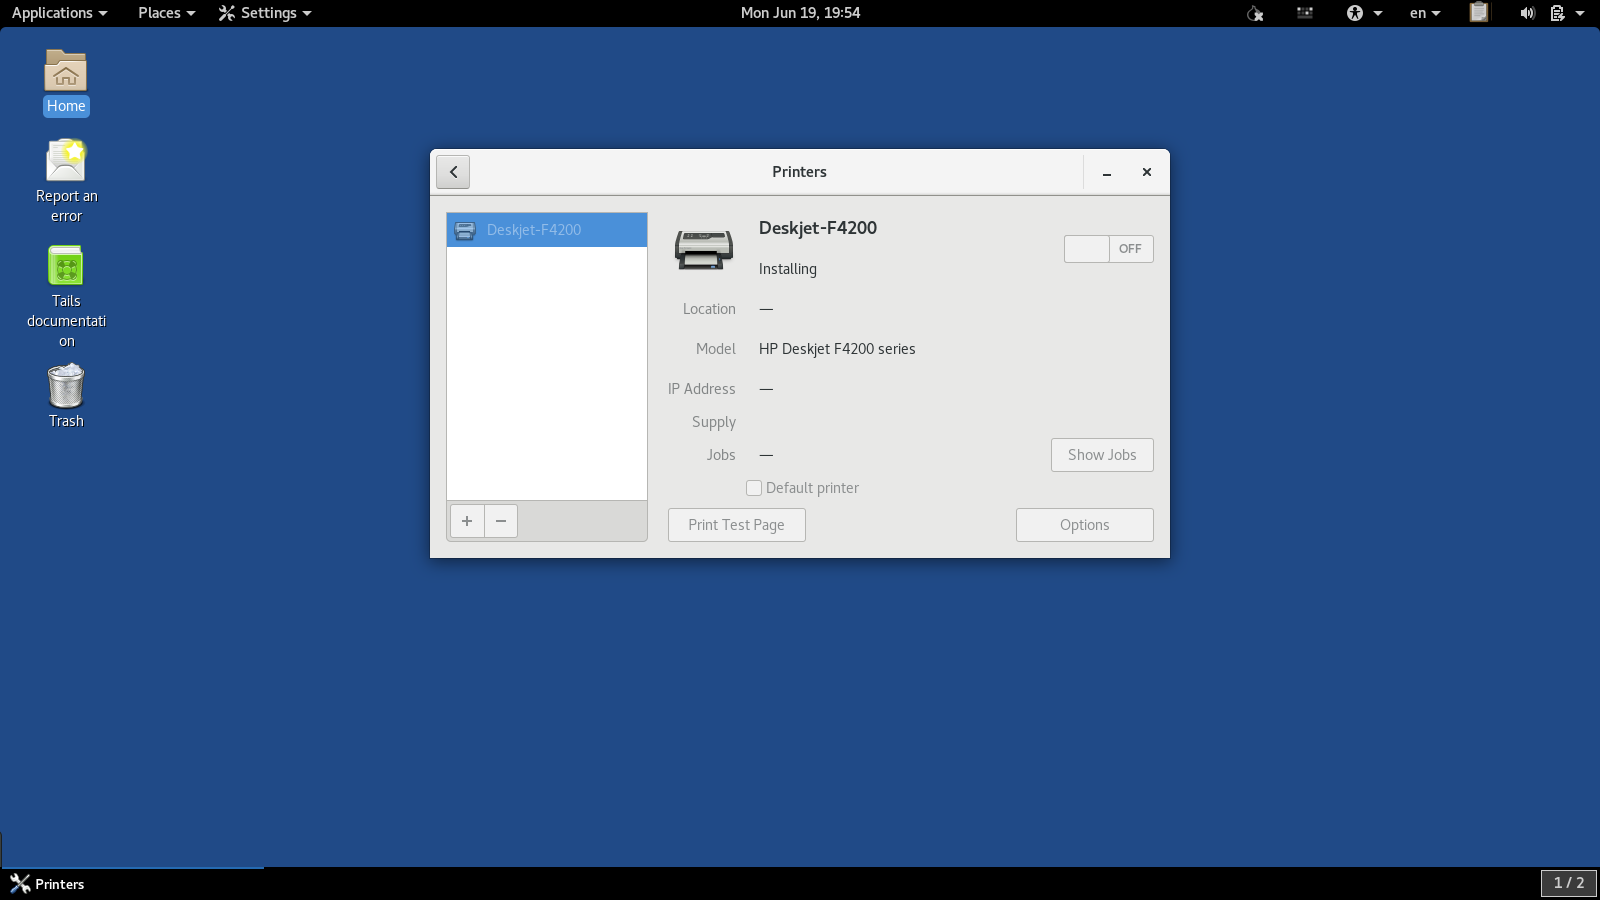 Applications Places Settings Mon Jun 19, 19:54 en
Home
Report an
error
Tails
documentati
on
Trash
Printers
Deskjet-F4200
Deskjet-F4200
OFF
Installing
Location —
Model HP Deskjet F4200 series
IP Address —
Supply
Jobs — Show Jobs
Default printer
+ − Print Test Page Options
Printers 1 / 2